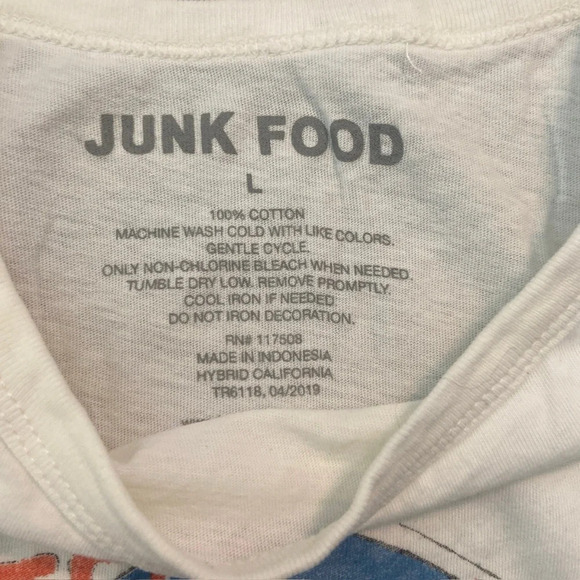 JUNK FOOD
L
100% COTTON
MACHINE WASH COLD WITH LIKE COLORS.
GENTLE CYCLE.
ONLY NON-CHLORINE BLEACH WHEN NEEDED.
TUMBLE DRY LOW. REMOVE PROMPTLY.
COOL IRON IF NEEDED.
DO NOT IRON DECORATION.
RN# 117508
MADE IN INDONESIA
HYBRID CALIFORNIA
TR6118, 04/2019